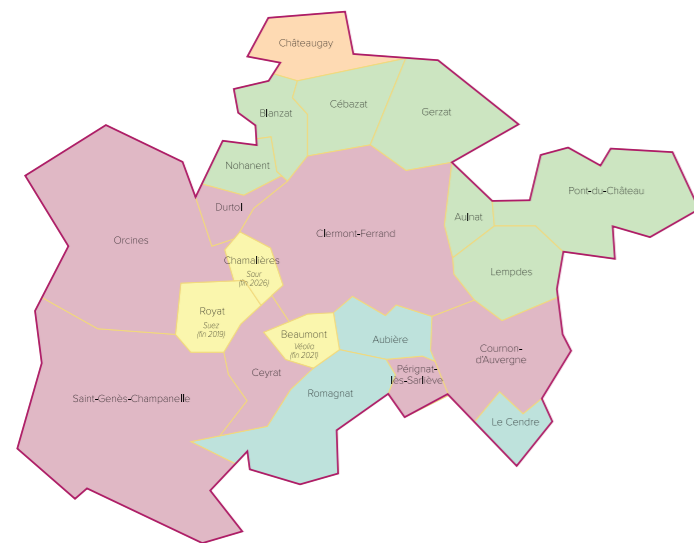 Châteaugay
Cébazat
Blanzat
Gerzat
Nohanent
Pont-du-Château
Durtol
Aulnat
Orcines
Clermont-Ferrand
Chamalières
Saur
(fin 2026)
Lempdes
Royat
Suez
(fin 2019)
Beaumont
Véolia
(fin 2021)
Aubière
Cournon-
d'Auvergne
Ceyrat
Pérignat-
lès-Sarliève
Romagnat
Saint-Genès-Champanelle
Le Cendre